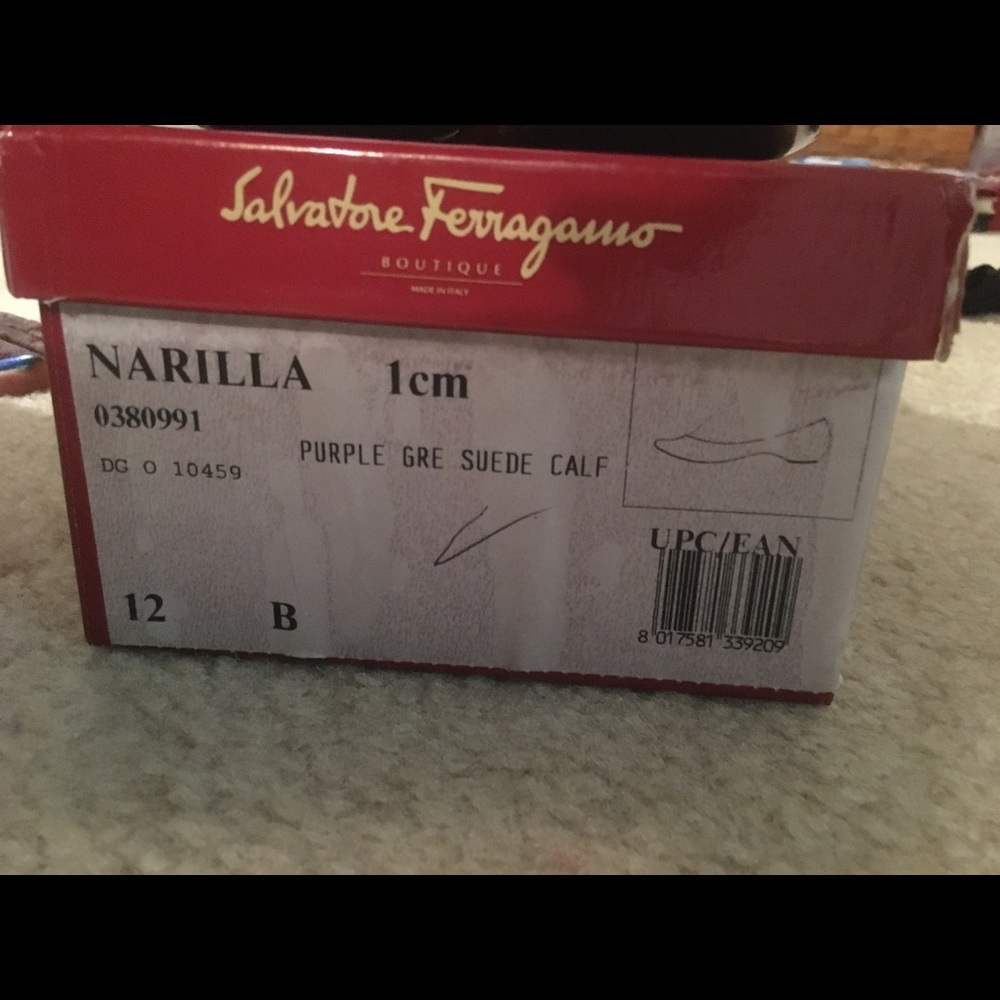 Salvatore Ferragamo
BOUTIQUE
MADE IN ITALY
NARILLA 1cm
0380991
PURPLE GRE SUEDE CALF
DG O 10459
UPC/EAN
12 B
8 017581 339209